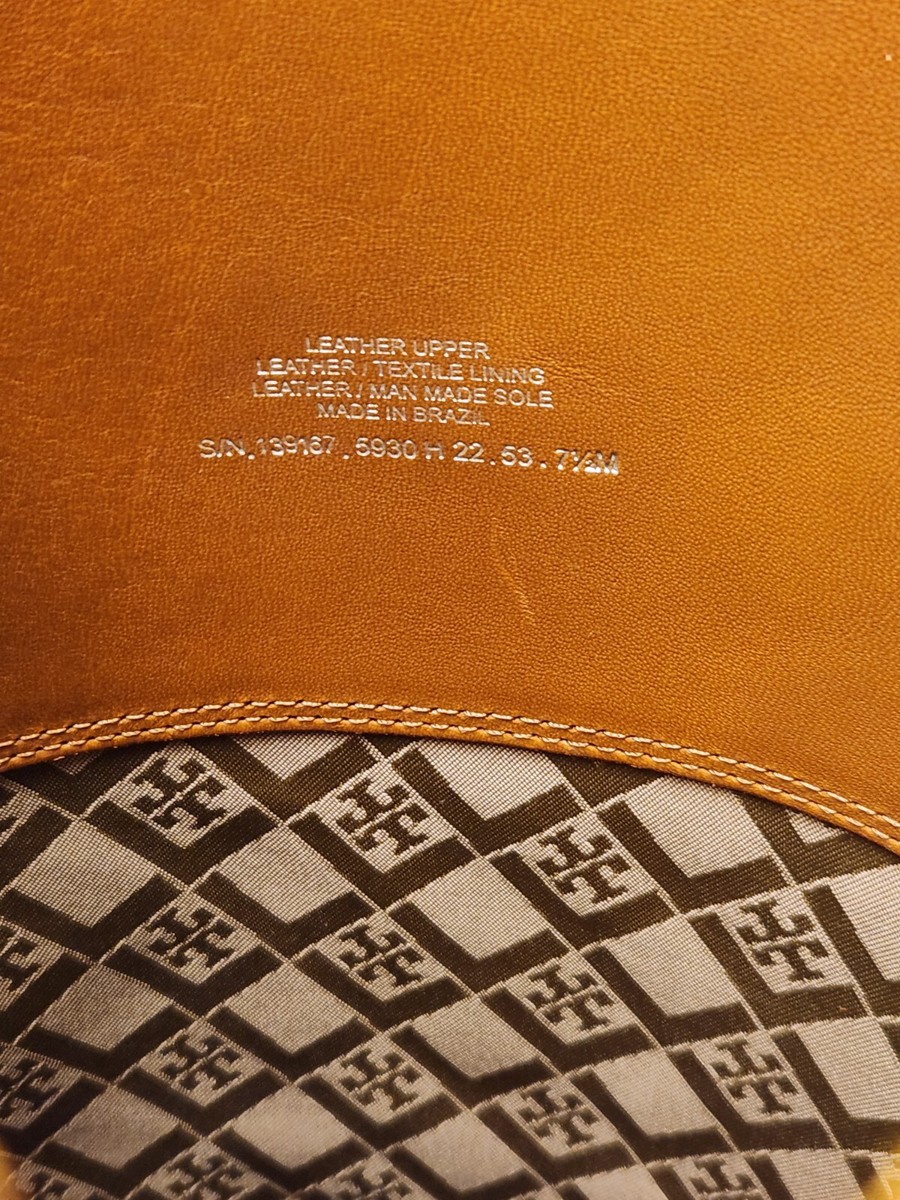 LEATHER UPPER
LEATHER / TEXTILE LINING
LEATHER / MAN MADE SOLE
MADE IN BRAZIL
S/N.139167.5930 H 22.53.7½M